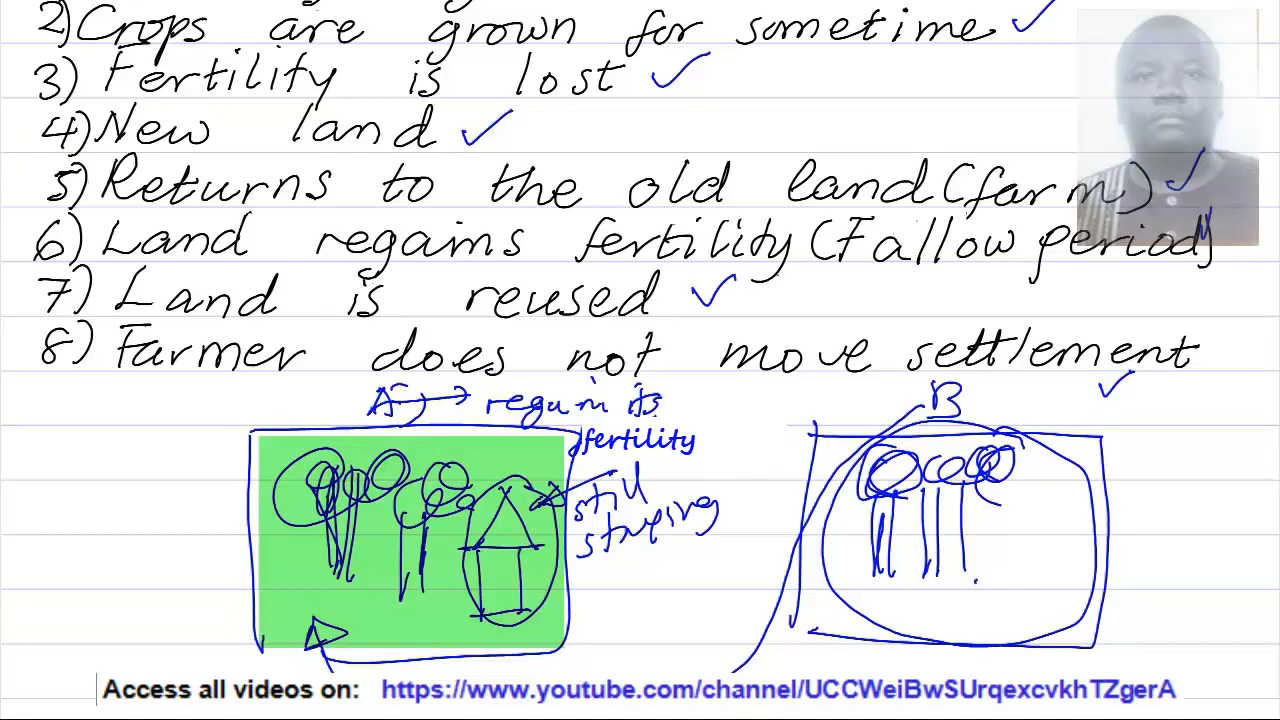 2) Crops are grown for sometime
3) Fertility is lost
4) New land
5) Returns to the old land (farm)
6) Land regains fertility (Fallow period)
7) Land is reused
8) Farmer does not move settlement
A → regain its
fertility
B
still
staying
Access all videos on: https://www.youtube.com/channel/UCCWeiBwSUrqexcvkhTZgerA